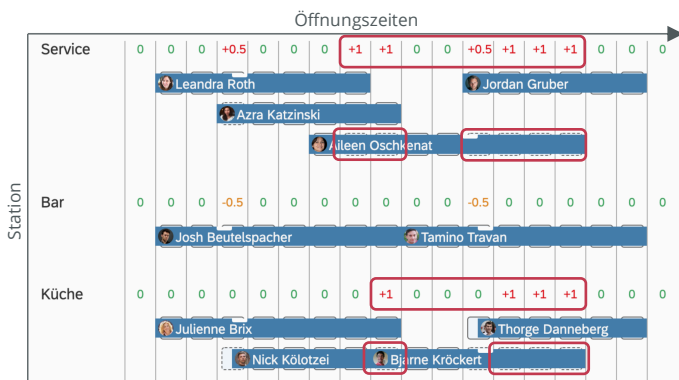 Öffnungszeiten
Station
Service 0 0 0 +0.5 0 0 0 +1 +1 0 0 +0.5 +1 +1 +1 0 0 0
Leandra Roth Jordan Gruber
Azra Katzinski
Aileen Oschkenat
Bar 0 0 0 -0.5 0 0 0 0 0 0 0 -0.5 0 0 0 0 0 0
Josh Beutelspacher Tamino Travan
Küche 0 0 0 0 0 0 0 0 +1 0 0 0 +1 +1 +1 0 0 0
Julienne Brix Thorge Danneberg
Nick Kölotzei Bjarne Kröckert